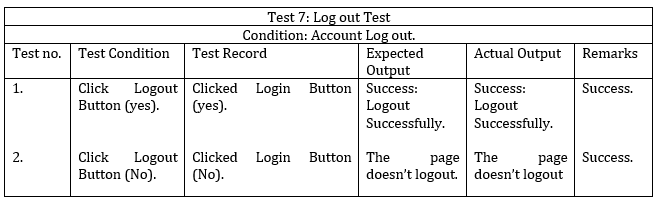 Test 7: Log out Test
Condition: Account Log out.
Test no. Test Condition Test Record Expected Output Actual Output Remarks
1. Click Logout Button (yes). Clicked Login Button (yes). Success: Logout Successfully. Success: Logout Successfully. Success.
2. Click Logout Button (No). Clicked Login Button (No). The page doesn't logout. The page doesn't logout Success.